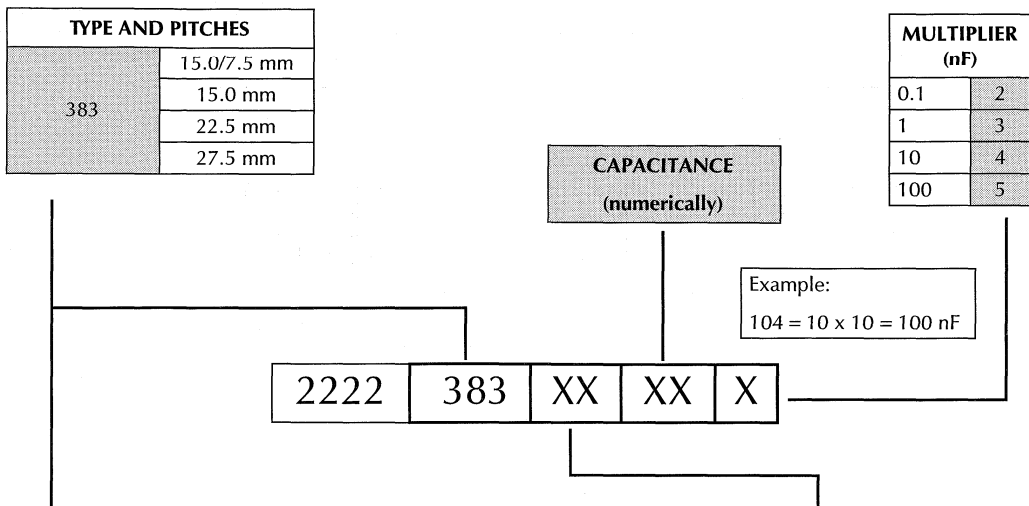 TYPE AND PITCHES
383
15.0/7.5 mm
15.0 mm
22.5 mm
27.5 mm
MULTIPLIER
(nF)
0.1 2
1 3
10 4
100 5
CAPACITANCE
(numerically)
Example:
104 = 10 x 10 = 100 nF
2222 383 XX XX X